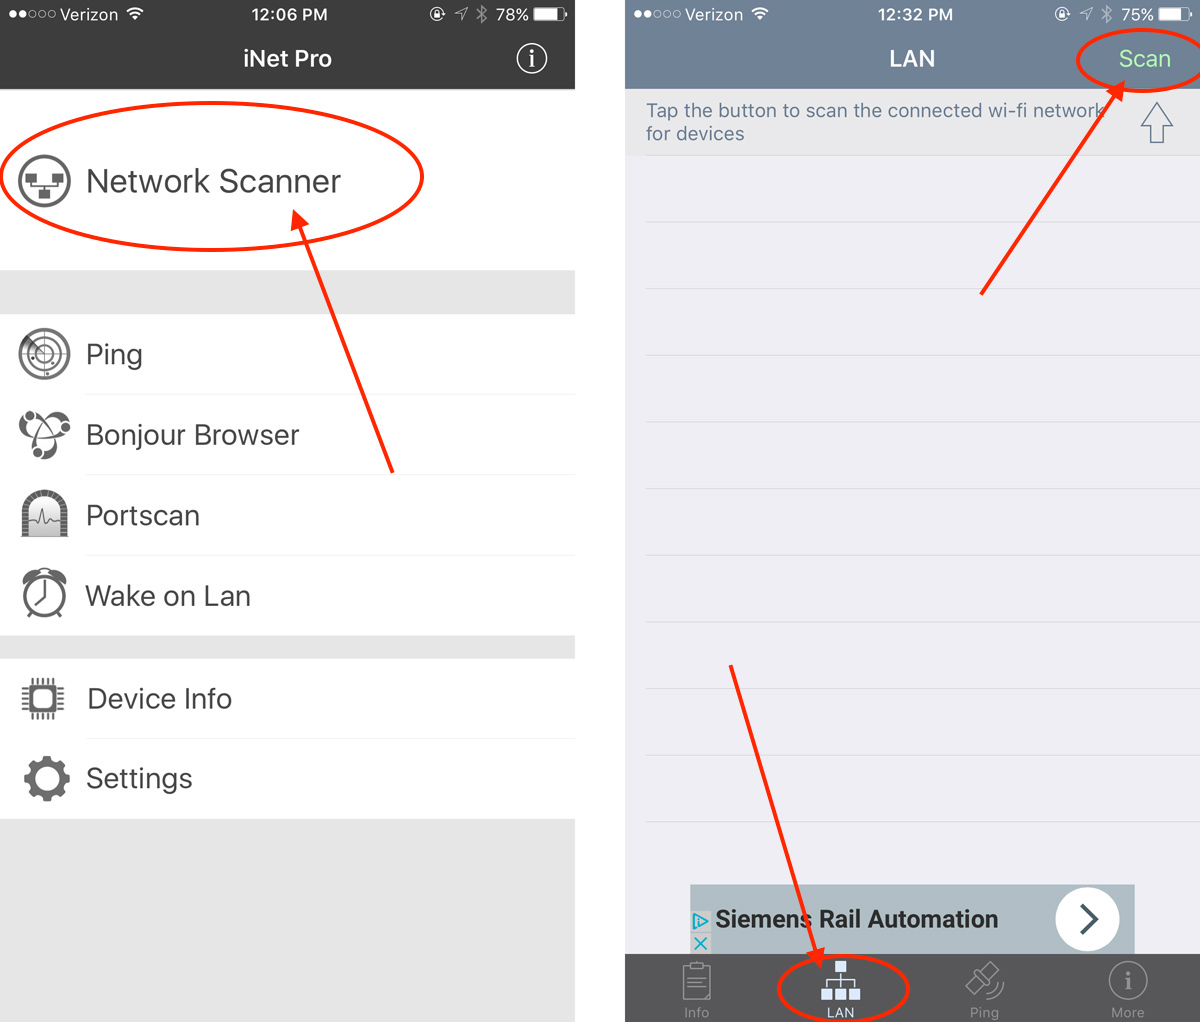 Verizon
12:06 PM
78%
iNet Pro
Network Scanner
Ping
Bonjour Browser
Portscan
Wake on Lan
Device Info
Settings
Verizon
12:32 PM
75%
LAN
Scan
Tap the button to scan the connected wi-fi network
for devices
Siemens Rail Automation
Info
LAN
Ping
More